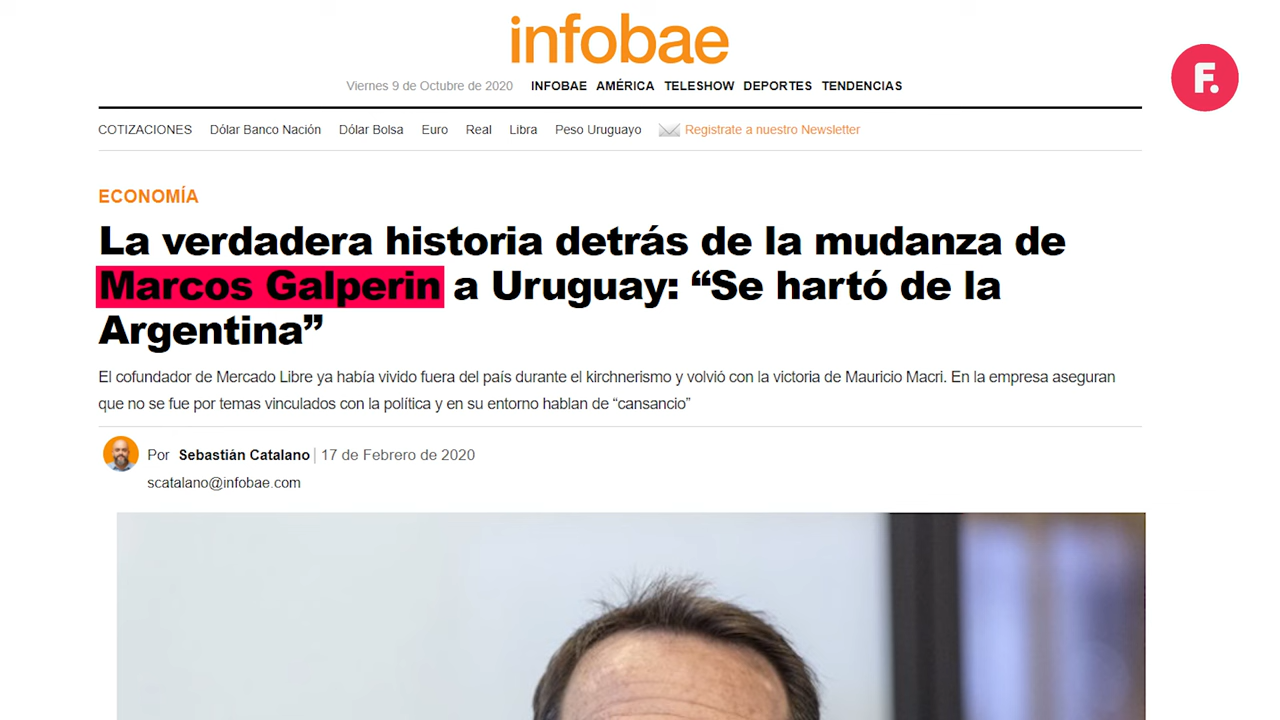 infobae
F.
Viernes 9 de Octubre de 2020 INFOBAE AMÉRICA TELESHOW DEPORTES TENDENCIAS
COTIZACIONES Dólar Banco Nación Dólar Bolsa Euro Real Libra Peso Uruguayo Registrate a nuestro Newsletter
ECONOMÍA
La verdadera historia detrás de la mudanza de
Marcos Galperin a Uruguay: “Se hartó de la
Argentina”
El cofundador de Mercado Libre ya había vivido fuera del país durante el kirchnerismo y volvió con la victoria de Mauricio Macri. En la empresa aseguran
que no se fue por temas vinculados con la política y en su entorno hablan de “cansancio”
Por Sebastián Catalano | 17 de Febrero de 2020
scatalano@infobae.com